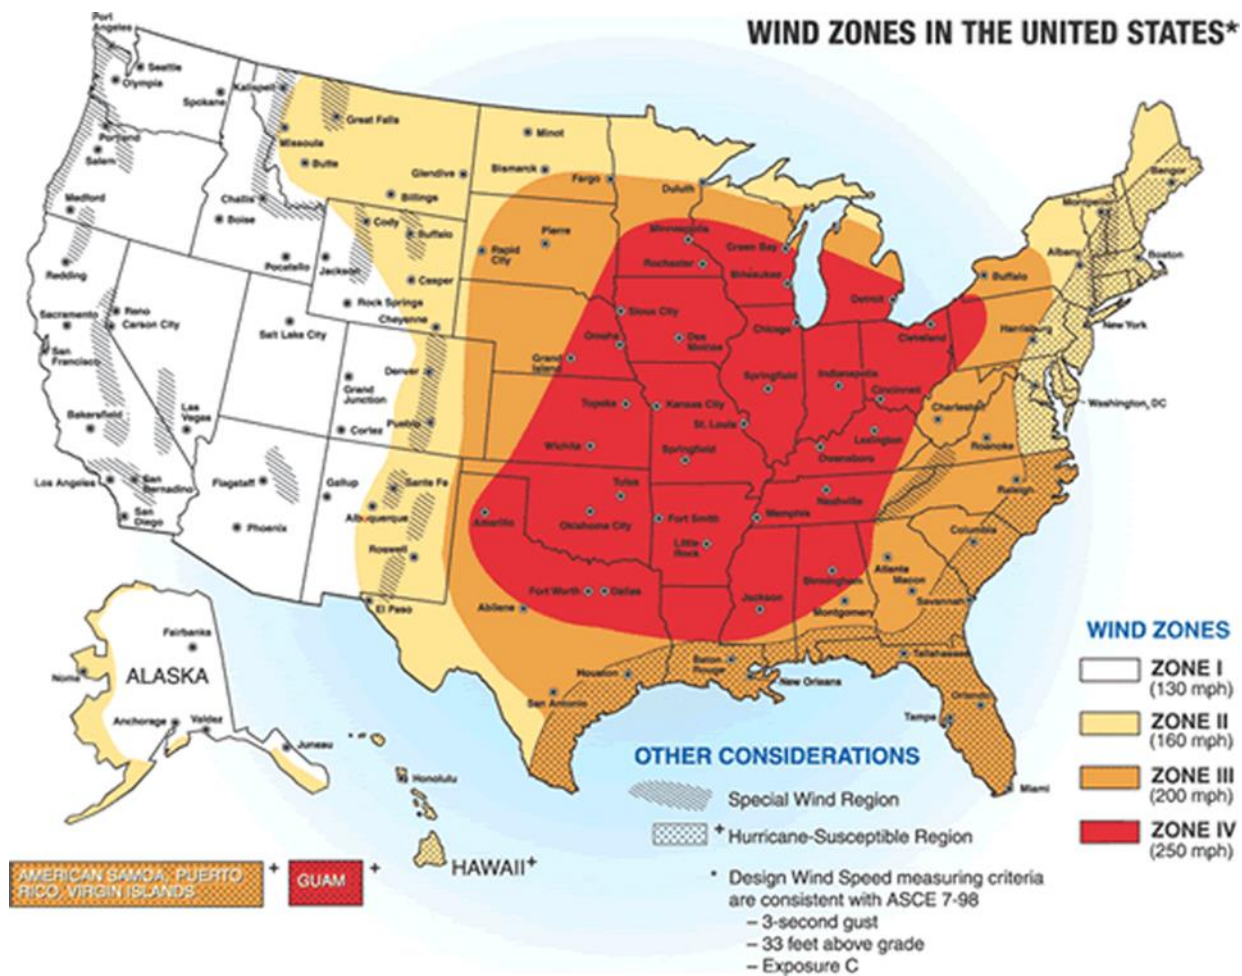 WIND ZONES IN THE UNITED STATES*
Port
Angeles
Seattle
Olympia
Spokane
Kalispell
Great Falls
Minot
Portland
Missoula
Salem
Butte
Glendive
Bismarck
Fargo
Duluth
Bangor
Medford
Challis
Billings
Montpelier
Boise
Cody
Buffalo
Pierre
Minneapolis
Green Bay
Albany
Boston
Redding
Pocatello
Jackson
Rapid
City
Rochester
Milwaukee
Buffalo
Casper
Detroit
Sacramento
Reno
Carson City
Rock Springs
Cheyenne
Sioux City
New York
San
Francisco
Salt Lake City
Omaha
Des
Moines
Chicago
Cleveland
Harrisburg
Grand
Island
Denver
Grand
Junction
Springfield
Indianapolis
Cincinnati
Washington, DC
Bakersfield
Las
Vegas
Cortez
Pueblo
Topeka
Kansas City
St. Louis
Charleston
Lexington
Roanoke
Wichita
Springfield
Owensboro
Los Angeles
San
Bernadino
Flagstaff
Gallup
Sante Fe
Tulsa
Nashville
Raleigh
San
Diego
Phoenix
Albuquerque
Amarillo
Oklahoma City
Fort Smith
Memphis
Columbia
Roswell
Little
Rock
Atlanta
Birmingham
Macon
El Paso
Abilene
Fort Worth
Dallas
Jackson
Montgomery
Savannah
Fairbanks
Nome
ALASKA
Anchorage
Valdez
Juneau
Houston
San Antonio
Baton
Rouge
New Orleans
Tallahassee
Orlando
Tampa
Miami
Honolulu
HAWAII+
AMERICAN SAMOA, PUERTO
RICO, VIRGIN ISLANDS
+
GUAM
+
WIND ZONES
ZONE I
(130 mph)
ZONE II
(160 mph)
ZONE III
(200 mph)
ZONE IV
(250 mph)
OTHER CONSIDERATIONS
Special Wind Region
+ Hurricane-Susceptible Region
* Design Wind Speed measuring criteria
are consistent with ASCE 7-98
– 3-second gust
– 33 feet above grade
– Exposure C